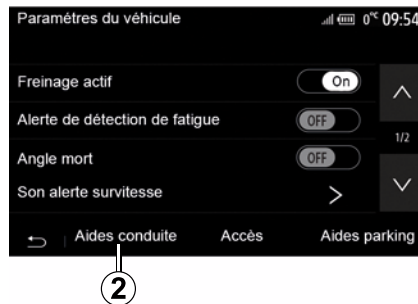 Paramètres du véhicule 0°C 09:54
Freinage actif On
Alerte de détection de fatigue OFF
1/2
Angle mort OFF
Son alerte survitesse
Aides conduite Accès Aides parking
2